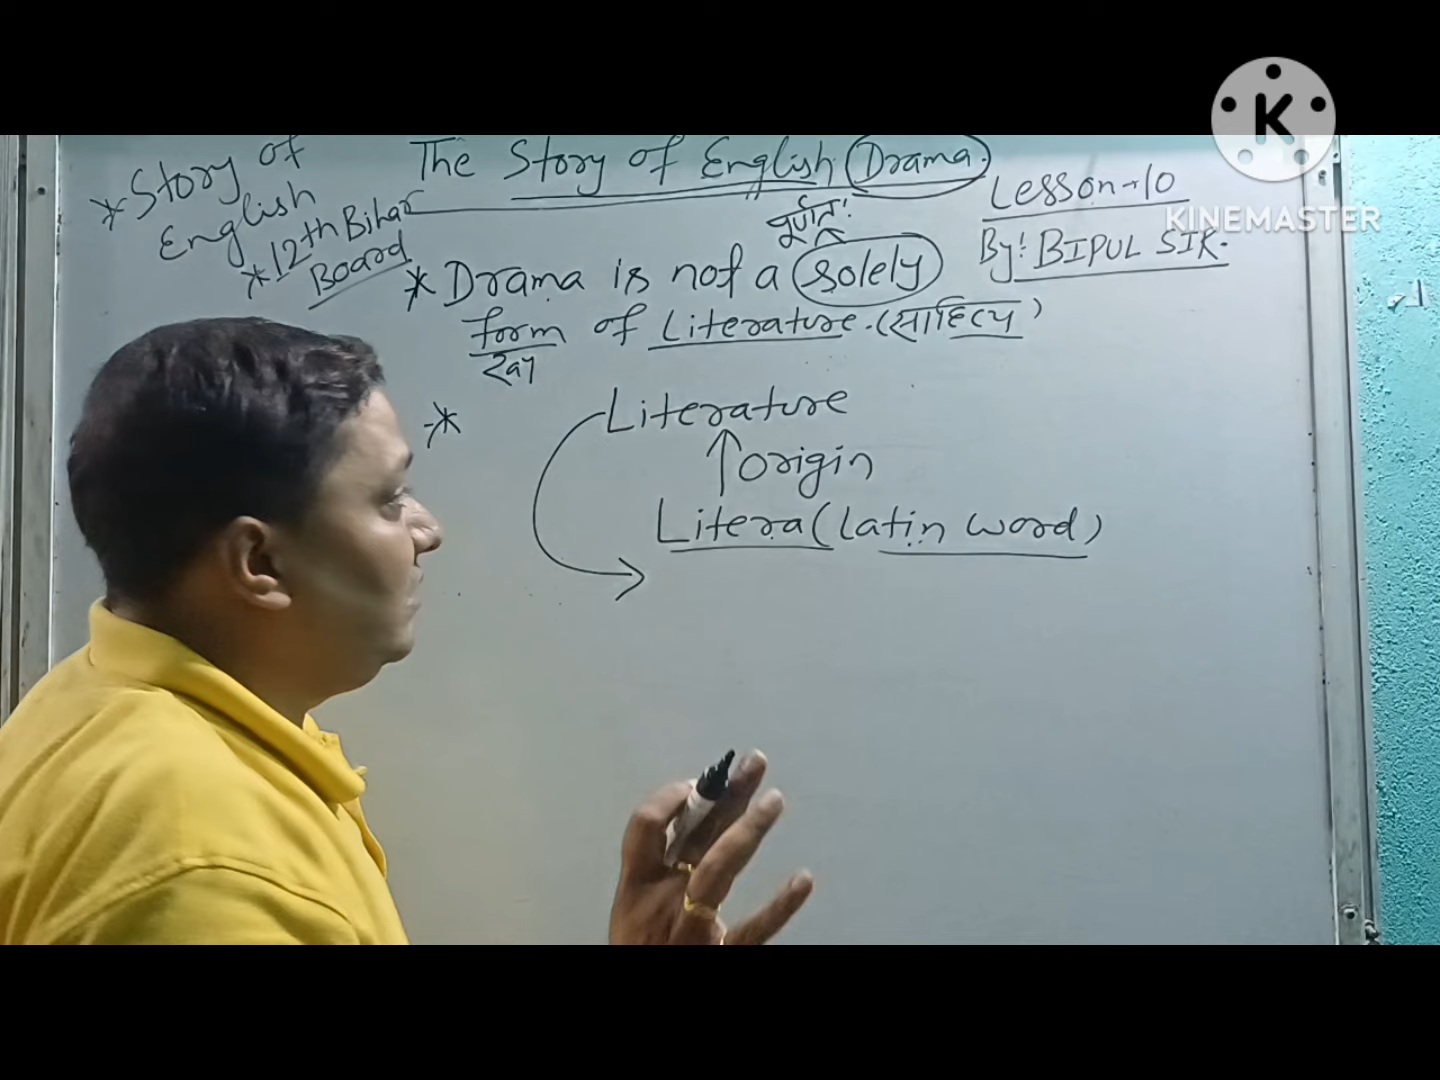 * Story of
English
* 12th Bihar
Board
The Story of English Drama.
Lesson-10
By: BIPUL SIR.
KINEMASTER
K
पूर्णतः
* Drama is not a solely
form of Literature. (साहित्य)
रूप
* Literature
↑ origin
Litera (latin word)